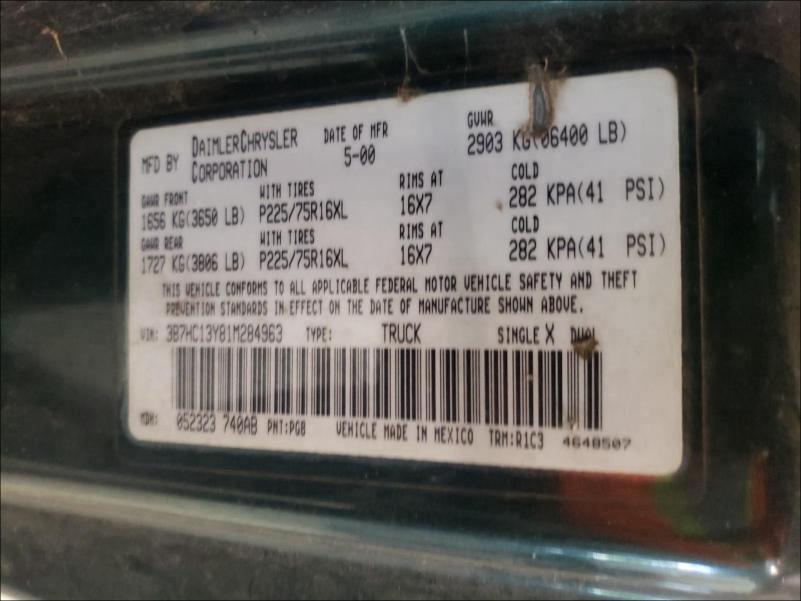 MFD BY DAIMLERCHRYSLER CORPORATION
DATE OF MFR 5-00
GVWR 2903 KG(06400 LB)
GAWR FRONT WITH TIRES RIMS AT COLD
1656 KG(3650 LB) P225/75R16XL 16X7 282 KPA(41 PSI)
GAWR REAR WITH TIRES RIMS AT COLD
1727 KG(3806 LB) P225/75R16XL 16X7 282 KPA(41 PSI)
THIS VEHICLE CONFORMS TO ALL APPLICABLE FEDERAL MOTOR VEHICLE SAFETY AND THEFT
PREVENTION STANDARDS IN EFFECT ON THE DATE OF MANUFACTURE SHOWN ABOVE.
VIN: 3B7HC13Y81M284963 TYPE: TRUCK SINGLE X DUAL
MDH: 052323 740AB PNT:PG8 VEHICLE MADE IN MEXICO TRM:R1C3 4648507